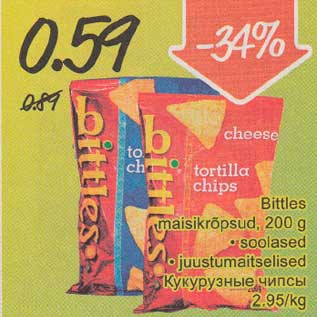 0.59
-34%
0.89
bittles
to
ch
bittles
cheese
tortilla
chips
Bittles
maisikrõpsud, 200 g
• soolased
• juustumaitselised
Кукурузные чипсы
2.95/kg